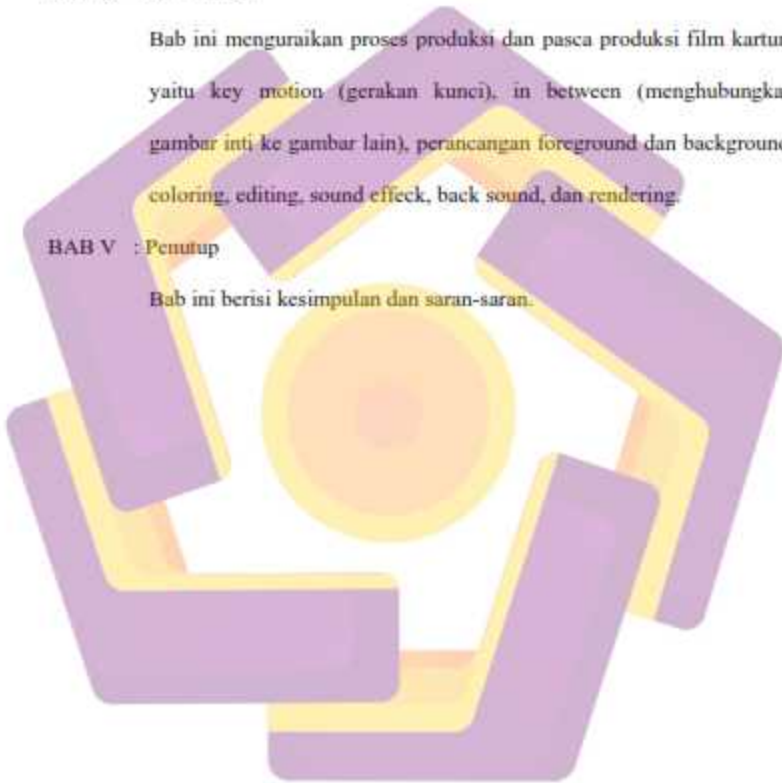 Bab ini menguraikan proses produksi dan pasca produksi film kartun
yaitu key motion (gerakan kunci), in between (menghubungka
gambar inti ke gambar lain), perancangan foreground dan background
coloring, editing, sound effeck, back sound, dan rendering.
BAB V : Penutup
Bab ini berisi kesimpulan dan saran-saran.